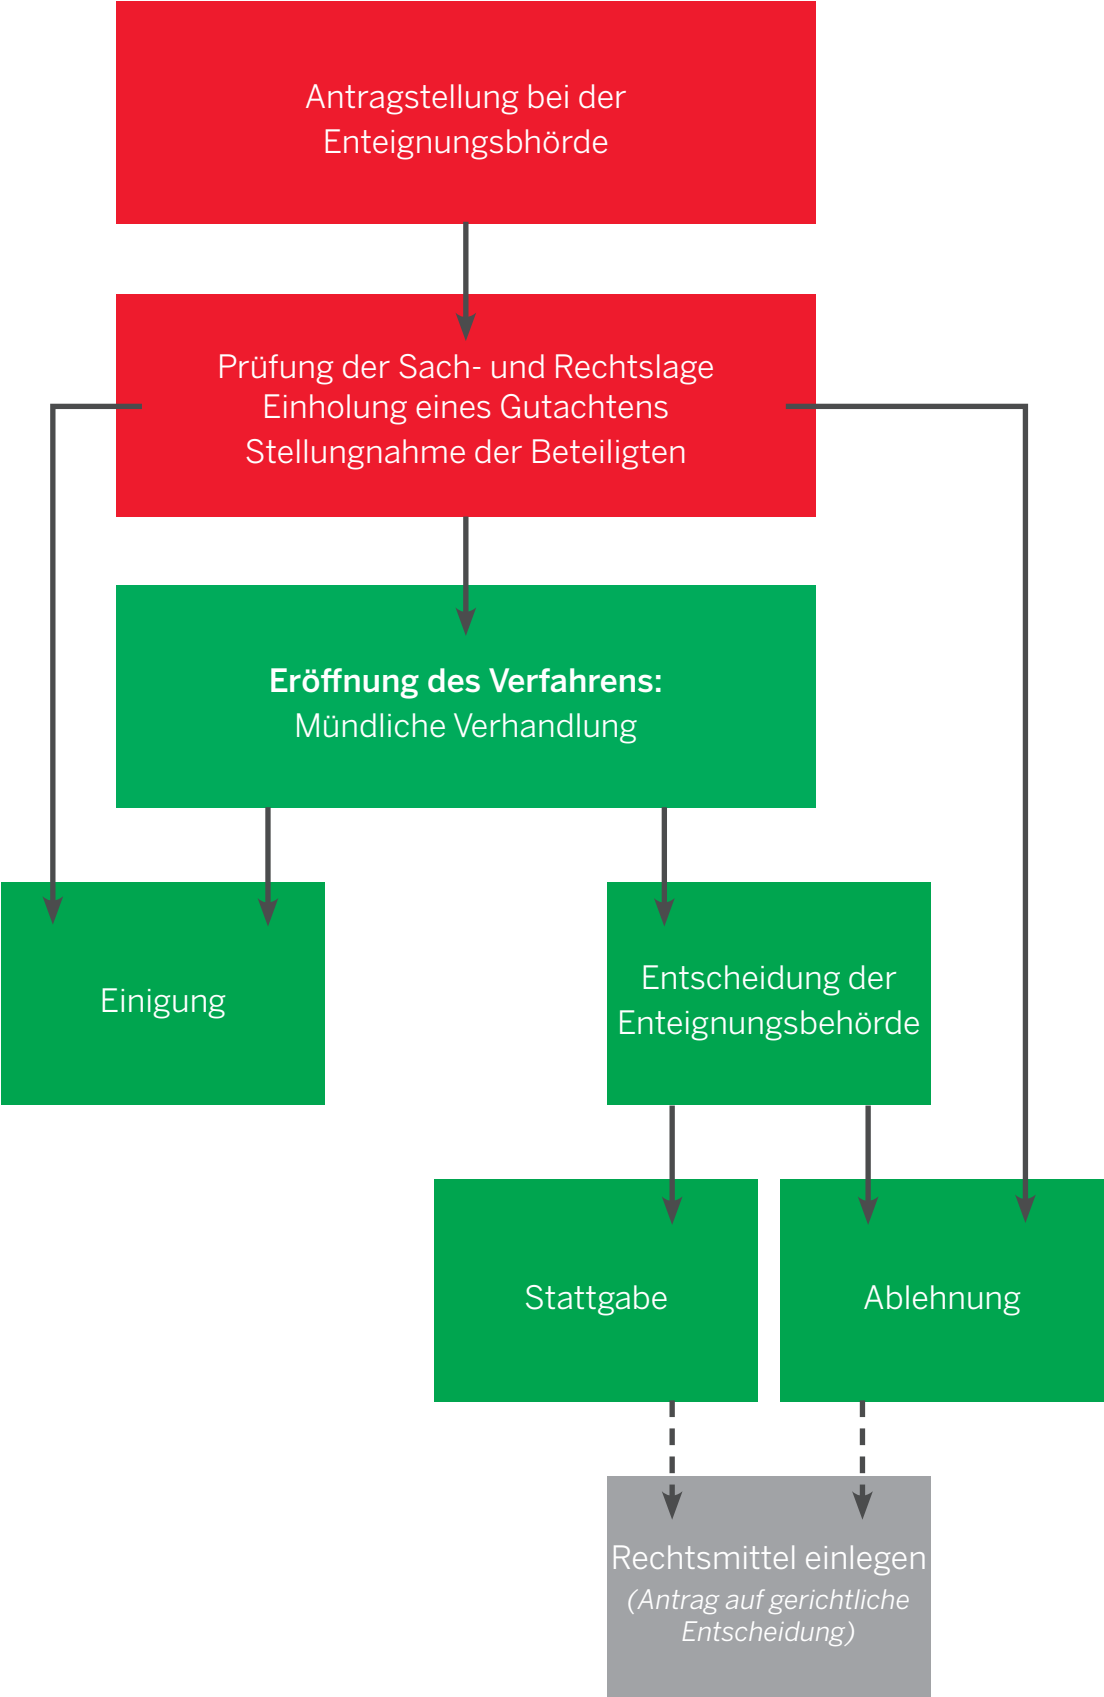 Antragstellung bei der
Enteignungsbhörde
Prüfung der Sach- und Rechtslage
Einholung eines Gutachtens
Stellungnahme der Beteiligten
Eröffnung des Verfahrens:
Mündliche Verhandlung
Einigung
Entscheidung der
Enteignungsbehörde
Stattgabe
Ablehnung
Rechtsmittel einlegen
(Antrag auf gerichtliche
Entscheidung)